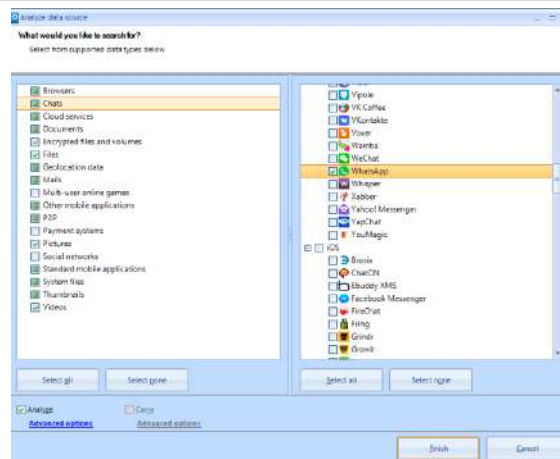 Analyze data source
What would you like to search for?
Select from supported data types below
Browsers
Chats
Cloud services
Documents
Encrypted files and volumes
Files
Geolocation data
Mails
Multi-user online games
Other mobile applications
P2P
Payment systems
Pictures
Social networks
Standard mobile applications
System files
Thumbnails
Videos
Select all
Select none
Vipole
VK Coffee
VKontakte
Voxer
Wamba
WeChat
WhatsApp
Whisper
Xabber
Yahoo! Messenger
YapChat
YouMagic
iOS
Brosix
ChatON
Ebuddy XMS
Facebook Messenger
FireChat
Fring
Grindr
Growlr
Select all
Select none
Analyze
Carve
Advanced options
Advanced options
Finish
Cancel